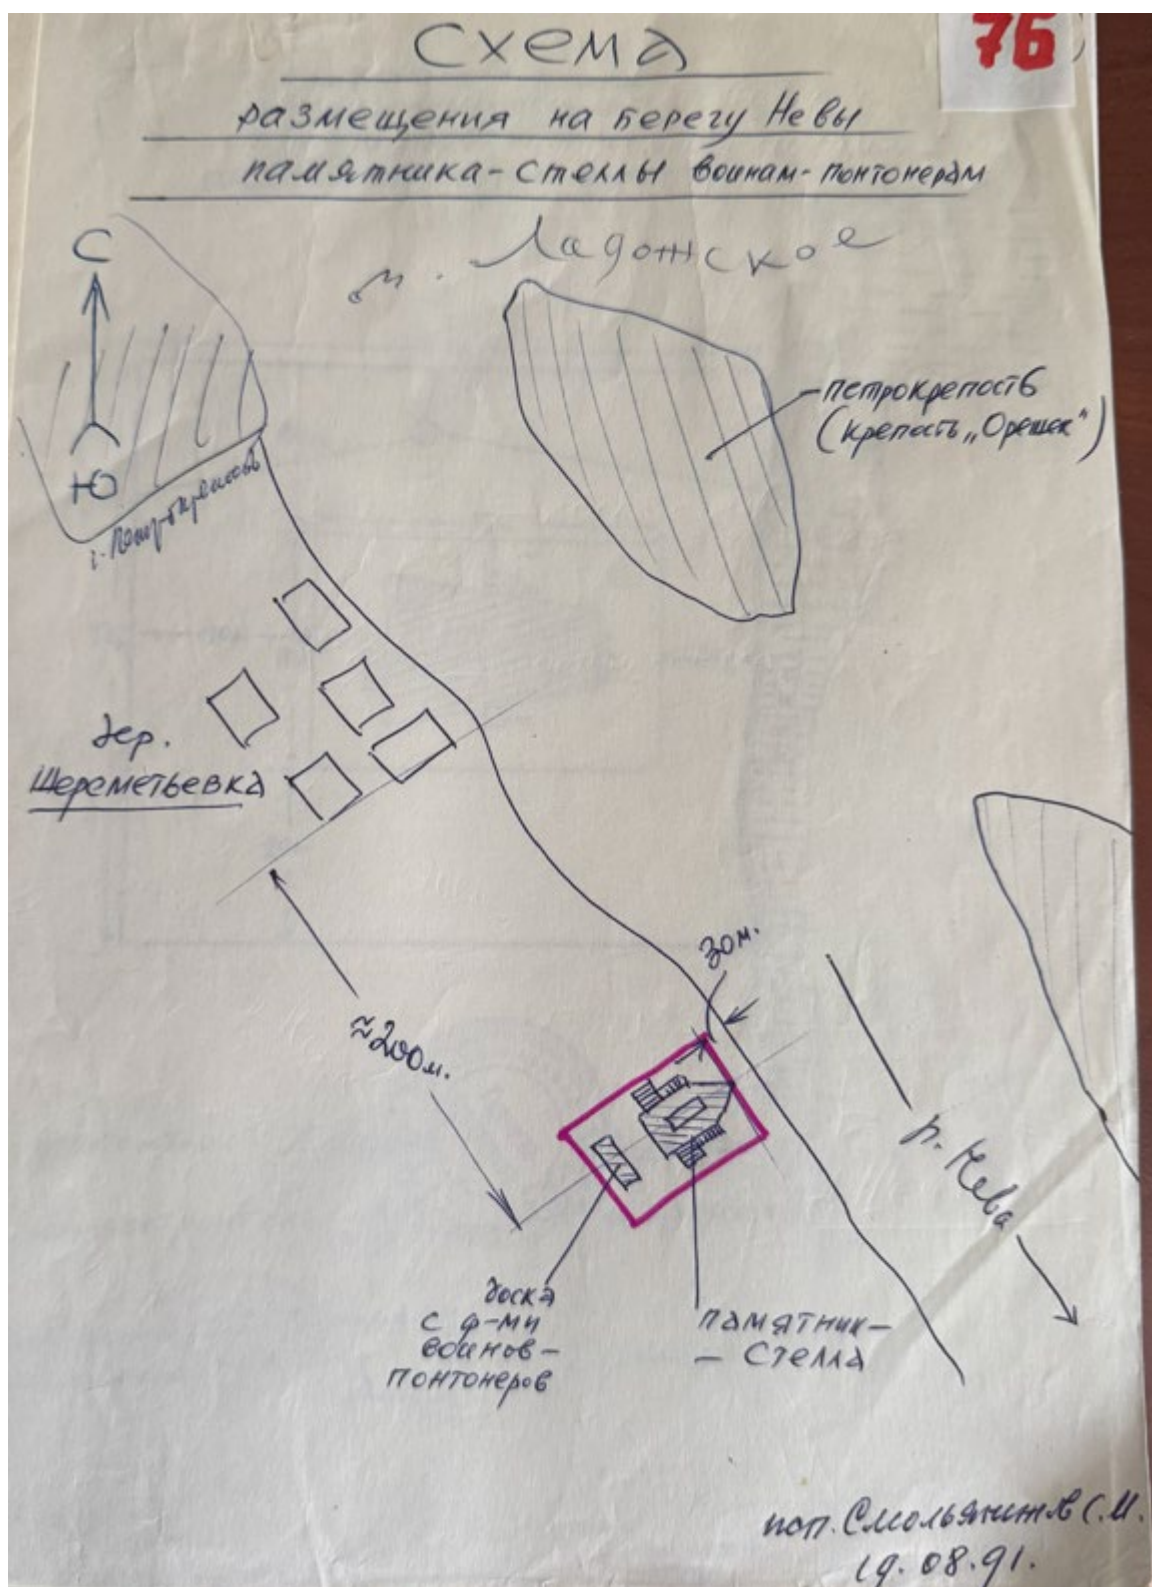 Схема
76
размещения на берегу Невы
памятника-стеллы воинам-понтонерам
Ладожское
С
Ю
г. Петрокрепость
петрокрепость
(крепость „Орешек")
дер.
Шереметьевка
30м.
≈200м.
р. Нева
доска
с ф-ми
воинов-
понтонеров
памятник-
- стелла
С.И.
19.08.91.